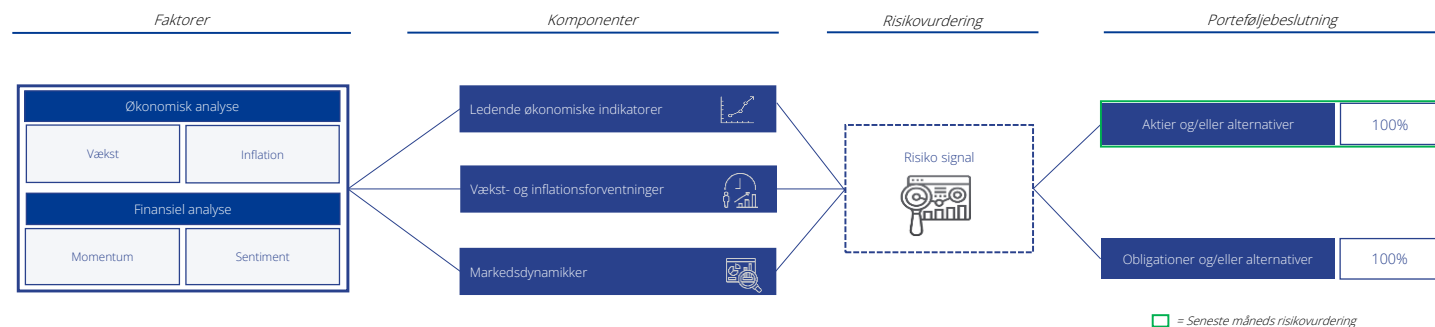 Faktorer
Komponenter
Risikovurdering
Porteføljebeslutning
Økonomisk analyse
Vækst
Inflation
Finansiel analyse
Momentum
Sentiment
Ledende økonomiske indikatorer
Vækst- og inflationsforventninger
Markedsdynamikker
Risiko signal
Aktier og/eller alternativer
100%
Obligationer og/eller alternativer
100%
= Seneste måneds risikovurdering